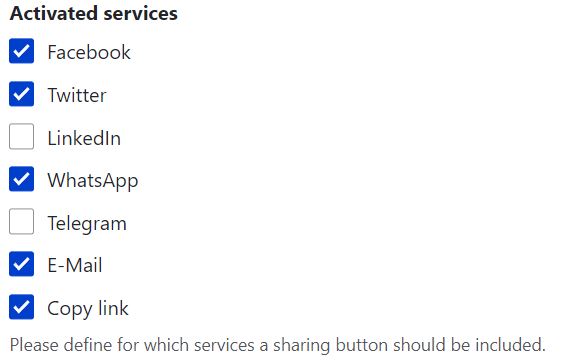 Activated services
Facebook
Twitter
LinkedIn
WhatsApp
Telegram
E-Mail
Copy link
Please define for which services a sharing button should be included.